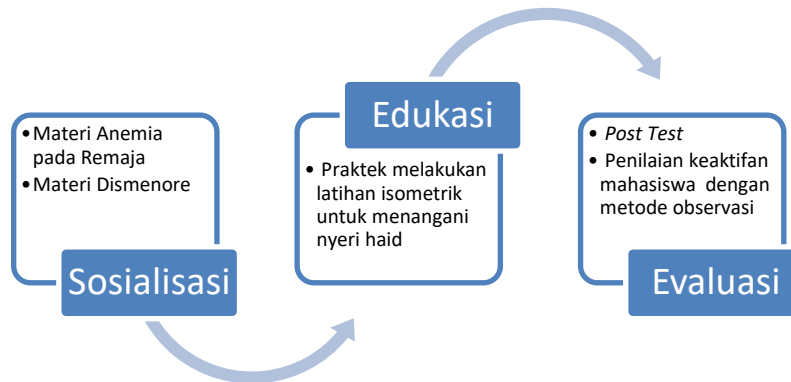 •Materi Anemia
pada Remaja
•Materi Dismenore
Sosialisasi
Edukasi
• Praktek melakukan
latihan isometrik
untuk menangani
nyeri haid
• Post Test
• Penilaian keaktifan
mahasiswa dengan
metode observasi
Evaluasi